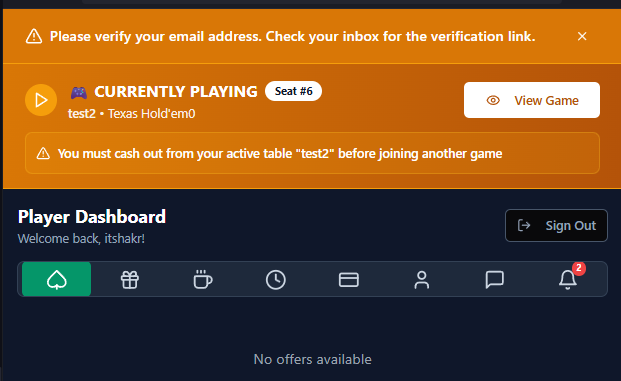 Please verify your email address. Check your inbox for the verification link.
CURRENTLY PLAYING Seat #6
test2 • Texas Hold'em0
View Game
You must cash out from your active table "test2" before joining another game
Player Dashboard
Welcome back, itshakr!
Sign Out
2
No offers available